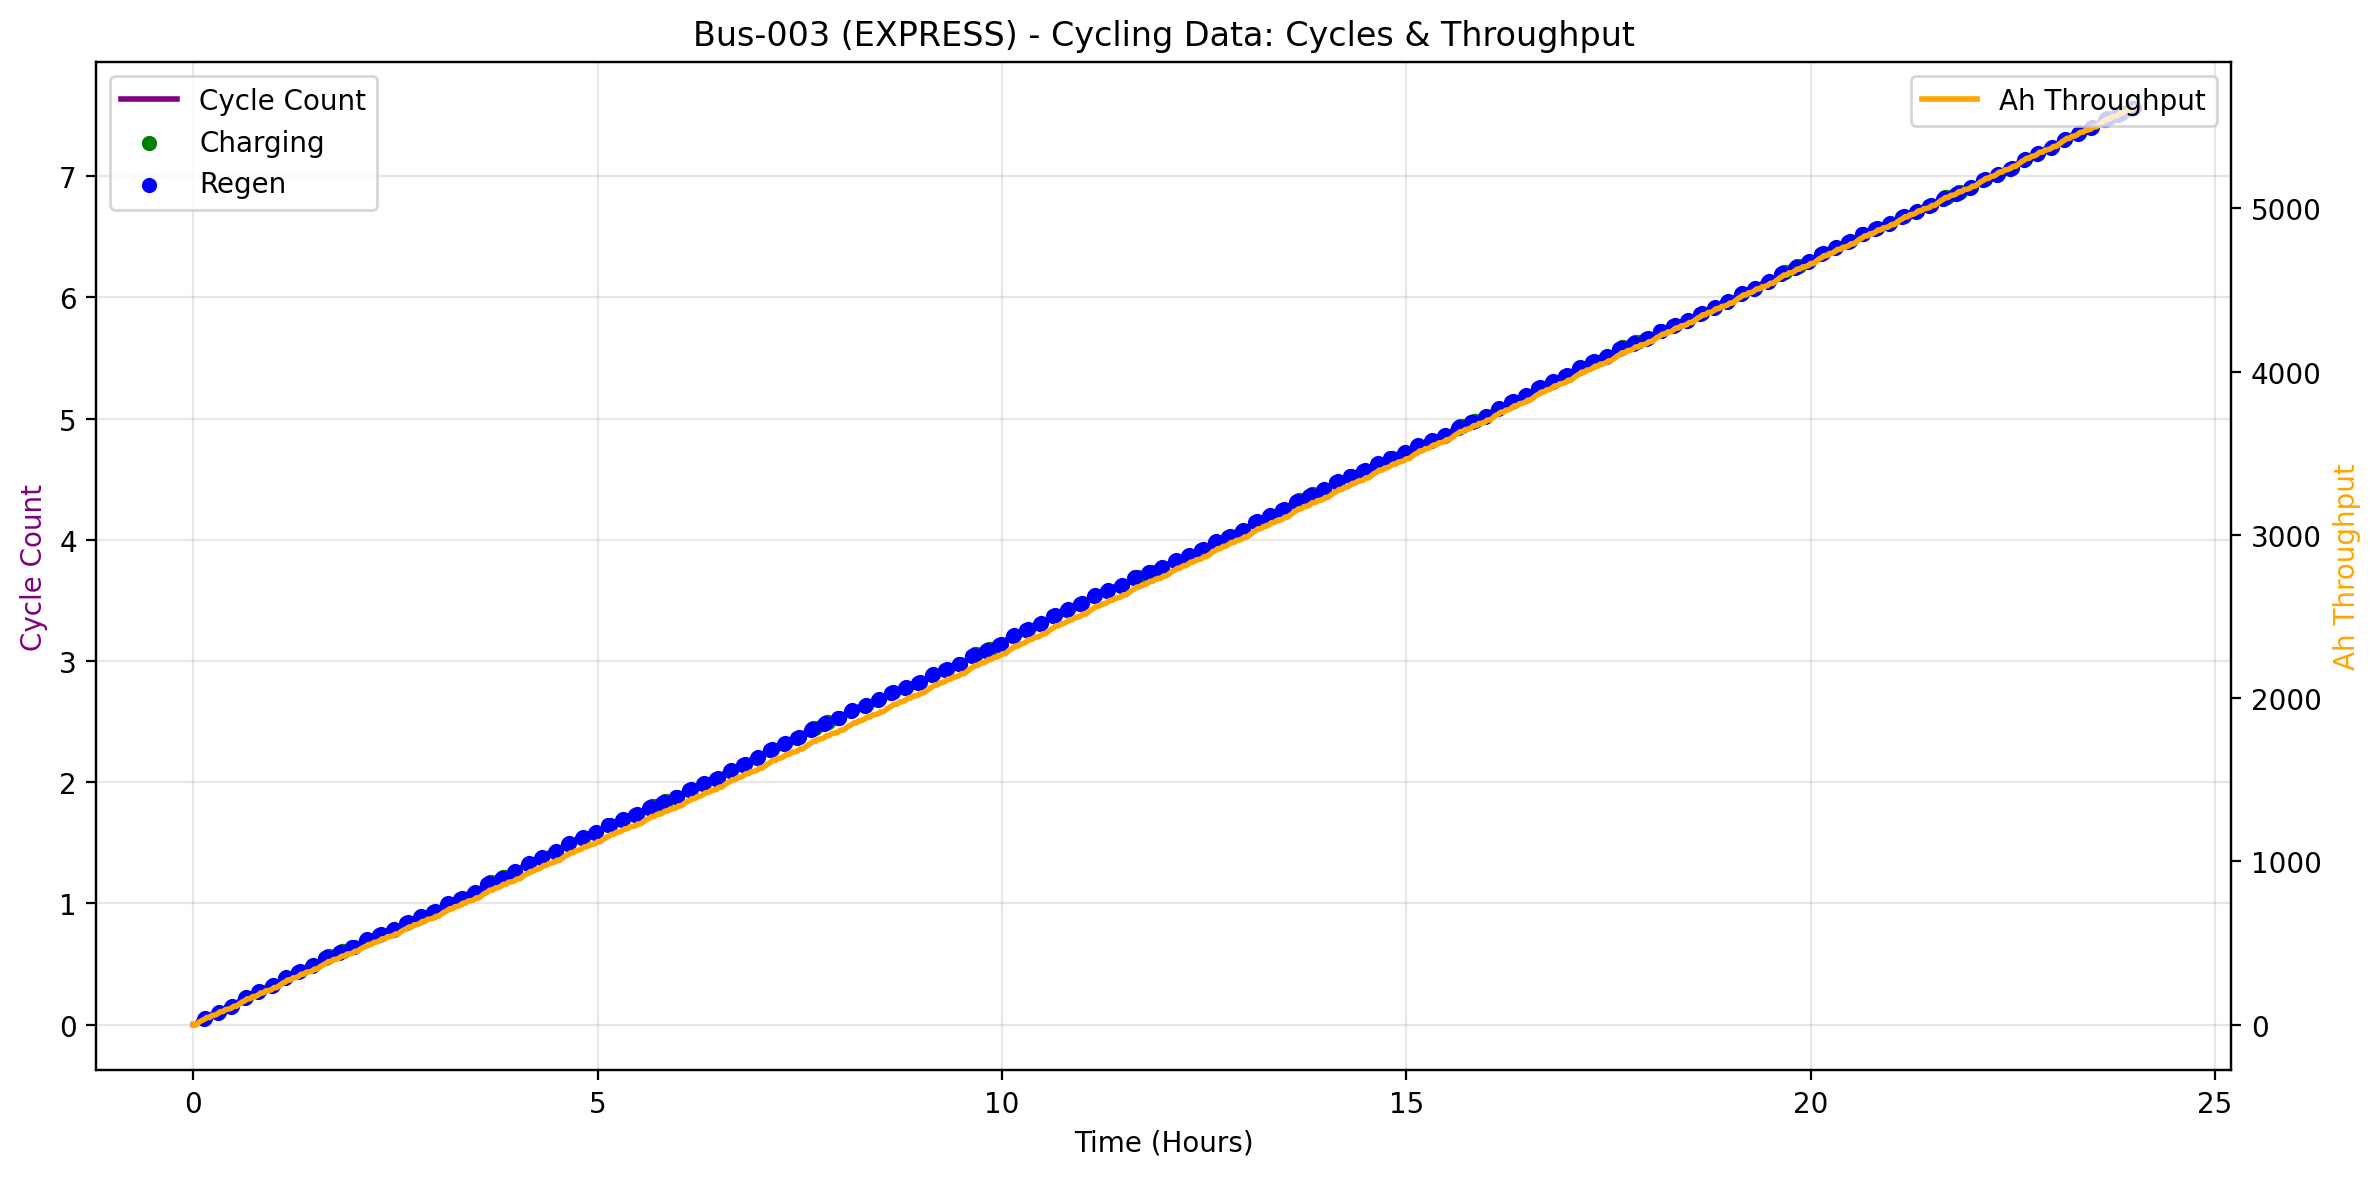 Bus-003 (EXPRESS) - Cycling Data: Cycles & Throughput
Cycle Count
Charging
Regen
Ah Throughput
7
6
5
4
3
2
1
0
Cycle Count
5000
4000
3000
2000
1000
0
Ah Throughput
0 5 10 15 20 25
Time (Hours)